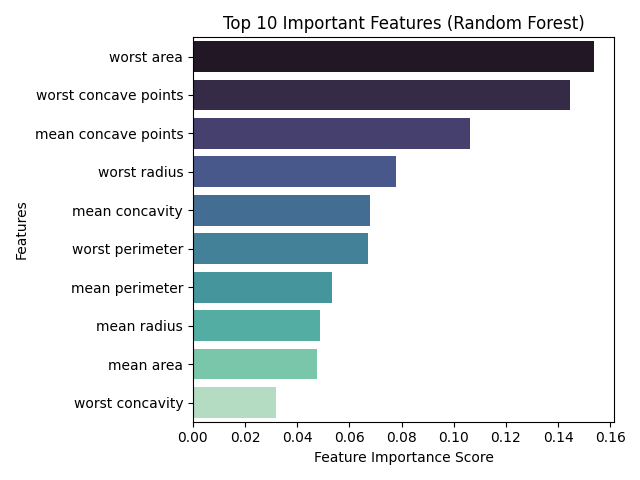 Top 10 Important Features (Random Forest)
worst area
worst concave points
mean concave points
worst radius
mean concavity
worst perimeter
mean perimeter
mean radius
mean area
worst concavity
Features
0.00 0.02 0.04 0.06 0.08 0.10 0.12 0.14 0.16
Feature Importance Score